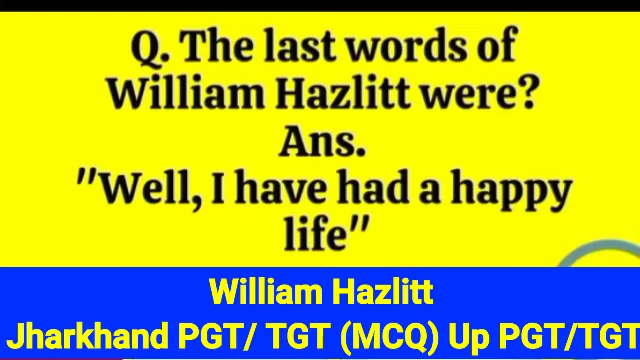 Q. The last words of
William Hazlitt were?
Ans.
"Well, I have had a happy
life"
William Hazlitt
Jharkhand PGT/ TGT (MCQ) Up PGT/TGT